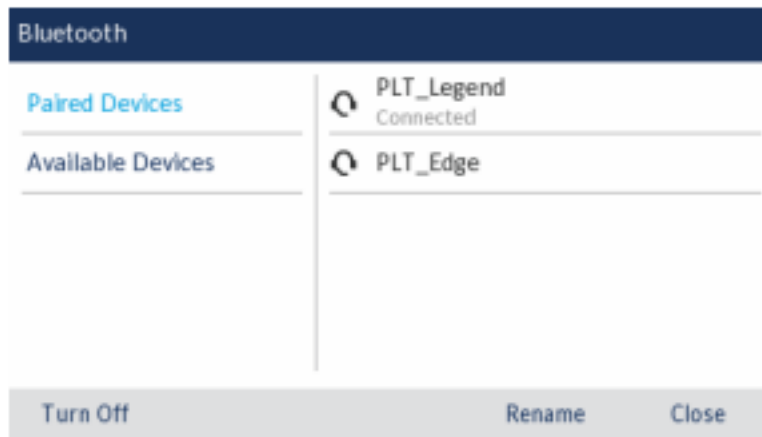 Bluetooth
Paired Devices
Available Devices
PLT_Legend
Connected
PLT_Edge
Turn Off
Rename
Close